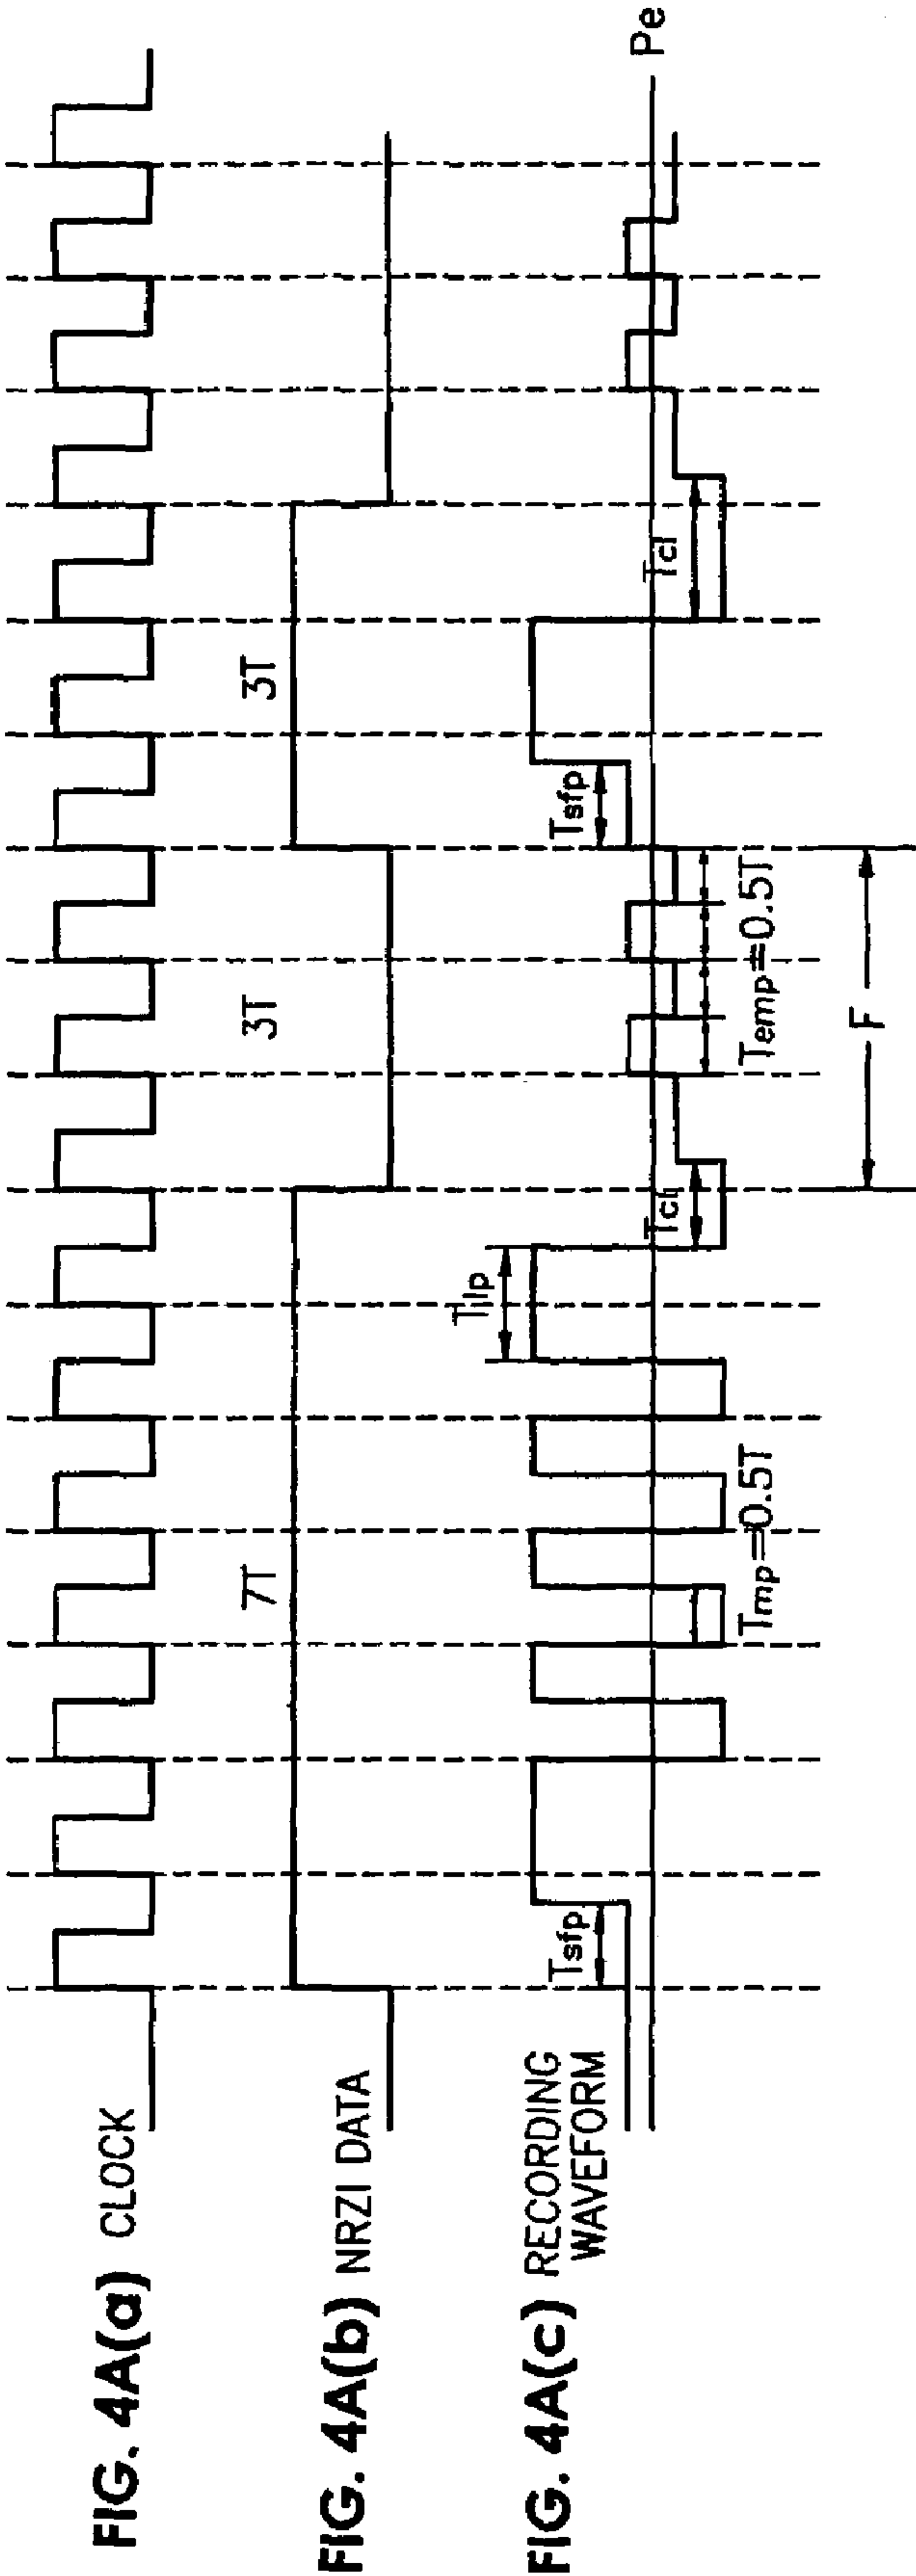 FIG. 4A(a) CLOCK
FIG. 4A(b) NRZI DATA
7T
3T
3T
FIG. 4A(c) RECORDING
WAVEFORM
Tsfp
Tmp=0.5T
Tlp
Tcl
Temp=0.5T
Tsfp
Tcl
Pe
F